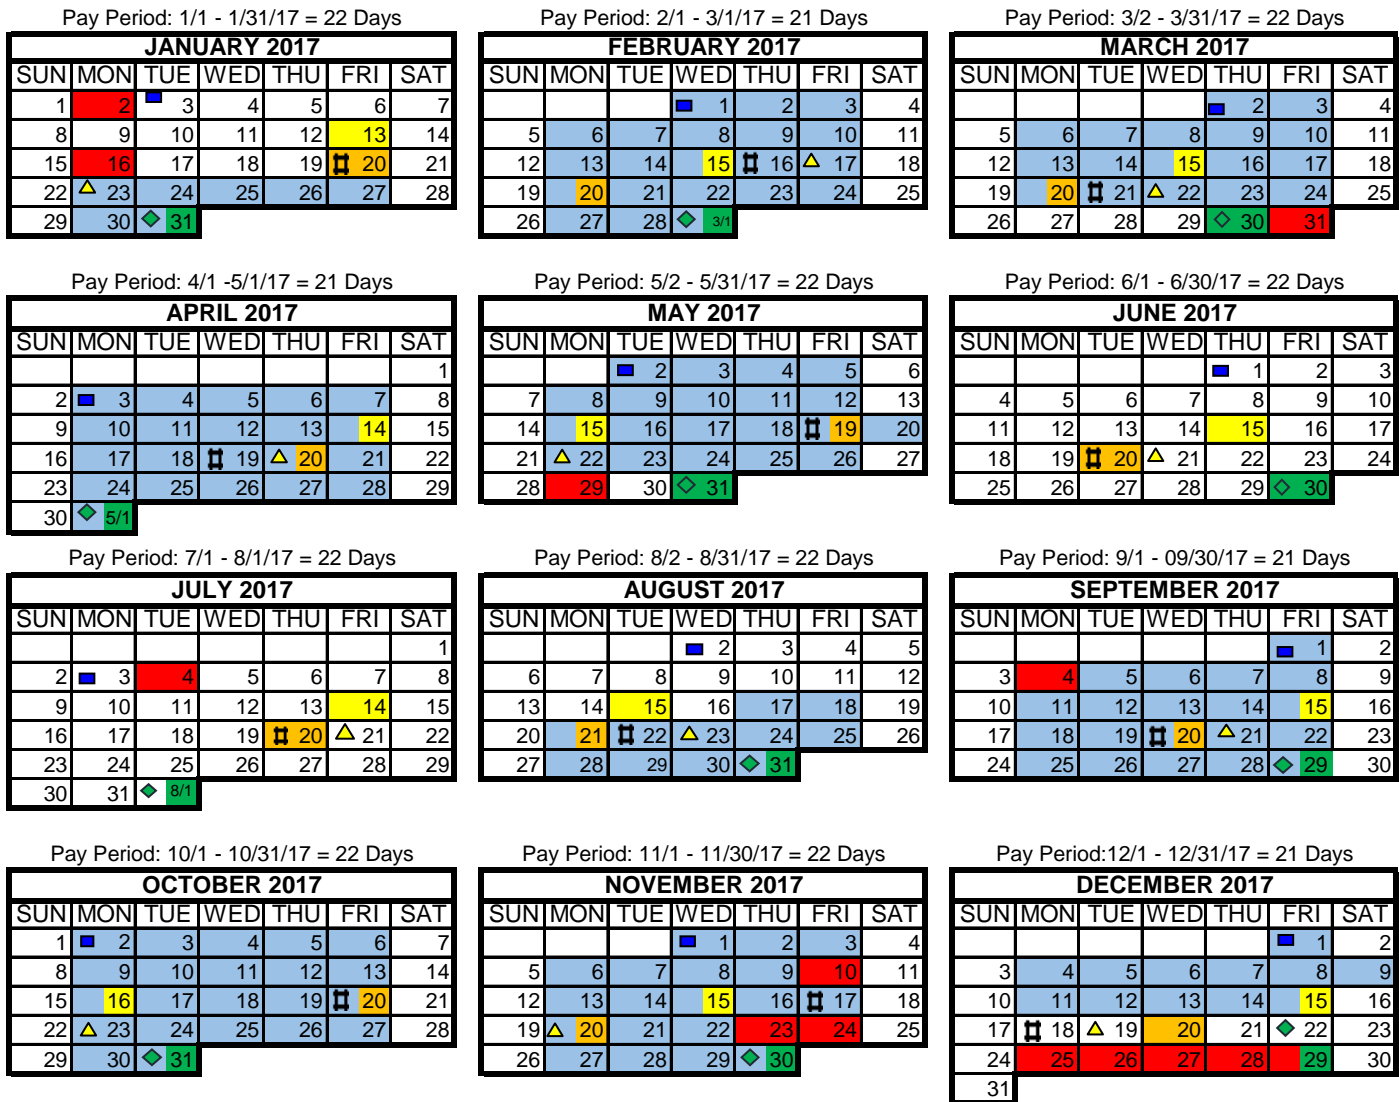 Pay Period: 1/1 - 1/31/17 = 22 Days
JANUARY 2017
SUN MON TUE WED THU FRI SAT
1 2 3 4 5 6 7
8 9 10 11 12 13 14
15 16 17 18 19 20 21
22 23 24 25 26 27 28
29 30 31
Pay Period: 2/1 - 3/1/17 = 21 Days
FEBRUARY 2017
SUN MON TUE WED THU FRI SAT
1 2 3 4
5 6 7 8 9 10 11
12 13 14 15 16 17 18
19 20 21 22 23 24 25
26 27 28 3/1
Pay Period: 3/2 - 3/31/17 = 22 Days
MARCH 2017
SUN MON TUE WED THU FRI SAT
2 3 4
5 6 7 8 9 10 11
12 13 14 15 16 17 18
19 20 21 22 23 24 25
26 27 28 29 30 31
Pay Period: 4/1 -5/1/17 = 21 Days
APRIL 2017
SUN MON TUE WED THU FRI SAT
1
2 3 4 5 6 7 8
9 10 11 12 13 14 15
16 17 18 19 20 21 22
23 24 25 26 27 28 29
30 5/1
Pay Period: 5/2 - 5/31/17 = 22 Days
MAY 2017
SUN MON TUE WED THU FRI SAT
2 3 4 5 6
7 8 9 10 11 12 13
14 15 16 17 18 19 20
21 22 23 24 25 26 27
28 29 30 31
Pay Period: 6/1 - 6/30/17 = 22 Days
JUNE 2017
SUN MON TUE WED THU FRI SAT
1 2 3
4 5 6 7 8 9 10
11 12 13 14 15 16 17
18 19 20 21 22 23 24
25 26 27 28 29 30
Pay Period: 7/1 - 8/1/17 = 22 Days
JULY 2017
SUN MON TUE WED THU FRI SAT
1
2 3 4 5 6 7 8
9 10 11 12 13 14 15
16 17 18 19 20 21 22
23 24 25 26 27 28 29
30 31 8/1
Pay Period: 8/2 - 8/31/17 = 22 Days
AUGUST 2017
SUN MON TUE WED THU FRI SAT
2 3 4 5
6 7 8 9 10 11 12
13 14 15 16 17 18 19
20 21 22 23 24 25 26
27 28 29 30 31
Pay Period: 9/1 - 09/30/17 = 21 Days
SEPTEMBER 2017
SUN MON TUE WED THU FRI SAT
1 2
3 4 5 6 7 8 9
10 11 12 13 14 15 16
17 18 19 20 21 22 23
24 25 26 27 28 29 30
Pay Period: 10/1 - 10/31/17 = 22 Days
OCTOBER 2017
SUN MON TUE WED THU FRI SAT
1 2 3 4 5 6 7
8 9 10 11 12 13 14
15 16 17 18 19 20 21
22 23 24 25 26 27 28
29 30 31
Pay Period: 11/1 - 11/30/17 = 22 Days
NOVEMBER 2017
SUN MON TUE WED THU FRI SAT
1 2 3 4
5 6 7 8 9 10 11
12 13 14 15 16 17 18
19 20 21 22 23 24 25
26 27 28 29 30
Pay Period:12/1 - 12/31/17 = 21 Days
DECEMBER 2017
SUN MON TUE WED THU FRI SAT
1 2
3 4 5 6 7 8 9
10 11 12 13 14 15 16
17 18 19 20 21 22 23
24 25 26 27 28 29 30
31